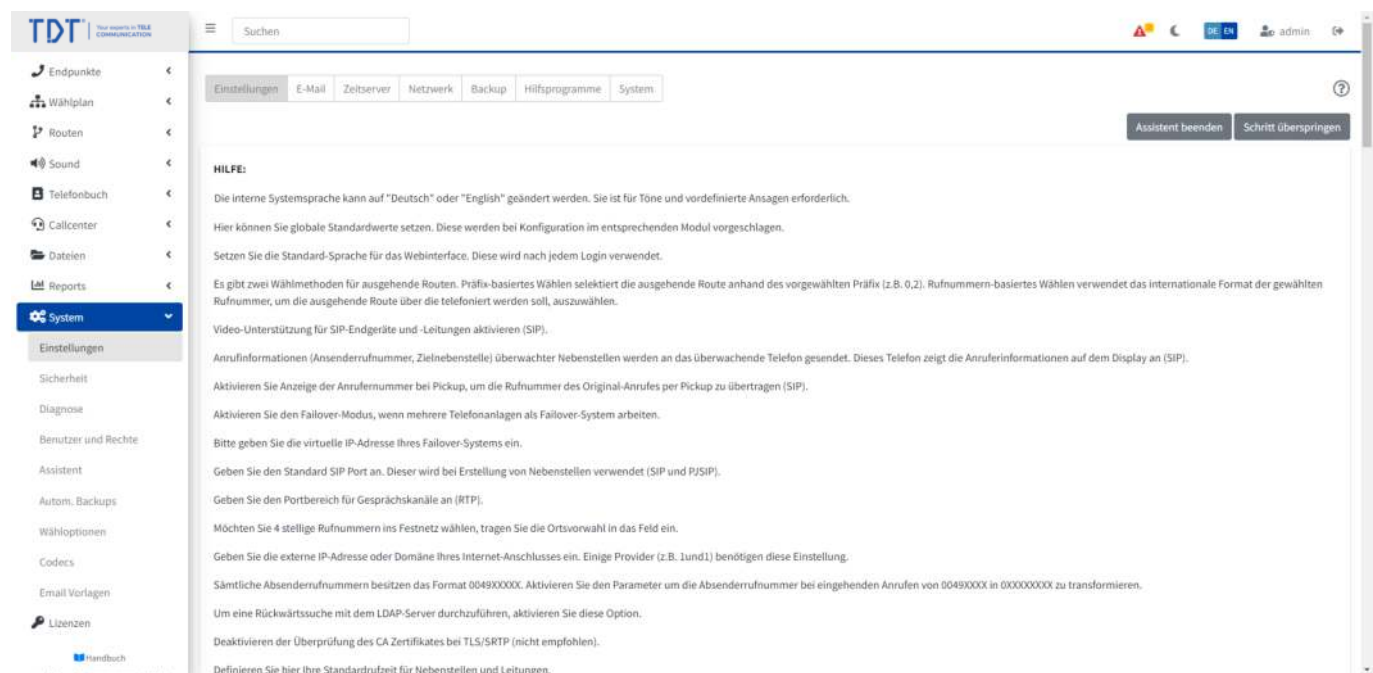 TDT Your experts in TELE
COMMUNICATION
Suchen
DE EN
admin
Endpunkte
Wählplan
Routen
Sound
Telefonbuch
Callcenter
Dateien
Reports
System
Einstellungen
Sicherheit
Diagnose
Benutzer und Rechte
Assistent
Autom. Backups
Wähloptionen
Codecs
Email Vorlagen
Lizenzen
Handbuch
Einstellungen E-Mail Zeitserver Netzwerk Backup Hilfsprogramme System
Assistent beenden Schritt überspringen
HILFE:
Die interne Systemsprache kann auf "Deutsch" oder "English" geändert werden. Sie ist für Töne und vordefinierte Ansagen erforderlich.
Hier können Sie globale Standardwerte setzen. Diese werden bei Konfiguration im entsprechenden Modul vorgeschlagen.
Setzen Sie die Standard-Sprache für das Webinterface. Diese wird nach jedem Login verwendet.
Es gibt zwei Wählmethoden für ausgehende Routen. Präfix-basiertes Wählen selektiert die ausgehende Route anhand des vorgewählten Präfix (z.B. 0,2). Rufnummern-basiertes Wählen verwendet das internationale Format der gewählten
Rufnummer, um die ausgehende Route über die telefoniert werden soll, auszuwählen.
Video-Unterstützung für SIP-Endgeräte und -Leitungen aktivieren (SIP).
Anrufinformationen (Ansenderrufnummer, Zielnebenstelle) überwachter Nebenstellen werden an das überwachende Telefon gesendet. Dieses Telefon zeigt die Anruferinformationen auf dem Display an (SIP).
Aktivieren Sie Anzeige der Anrufernummer bei Pickup, um die Rufnummer des Original-Anrufes per Pickup zu übertragen (SIP).
Aktivieren Sie den Failover-Modus, wenn mehrere Telefonanlagen als Failover-System arbeiten.
Bitte geben Sie die virtuelle IP-Adresse Ihres Failover-Systems ein.
Geben Sie den Standard SIP Port an. Dieser wird bei Erstellung von Nebenstellen verwendet (SIP und PJSIP).
Geben Sie den Portbereich für Gesprächskanäle an (RTP).
Möchten Sie 4 stellige Rufnummern ins Festnetz wählen, tragen Sie die Ortsvorwahl in das Feld ein.
Geben Sie die externe IP-Adresse oder Domäne Ihres Internet-Anschlusses ein. Einige Provider (z.B. 1und1) benötigen diese Einstellung.
Sämtliche Absenderrufnummern besitzen das Format 0049XXXXX. Aktivieren Sie den Parameter um die Absenderrufnummer bei eingehenden Anrufen von 0049XXXX in 0XXXXXXXX zu transformieren.
Um eine Rückwärtssuche mit dem LDAP-Server durchzuführen, aktivieren Sie diese Option.
Deaktivieren der Überprüfung des CA Zertifikates bei TLS/SRTP (nicht empfohlen).
Definieren Sie hier Ihre Standardrufzeit für Nebenstellen und Leitungen.